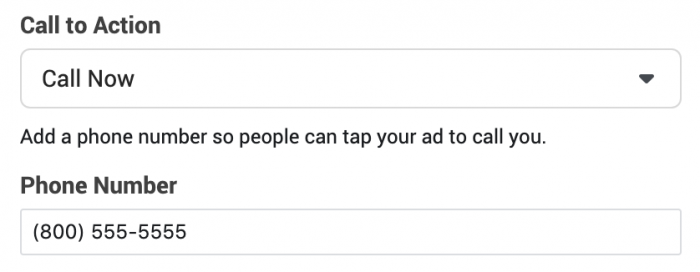 Call to Action
Call Now
Add a phone number so people can tap your ad to call you.
Phone Number
(800) 555-5555